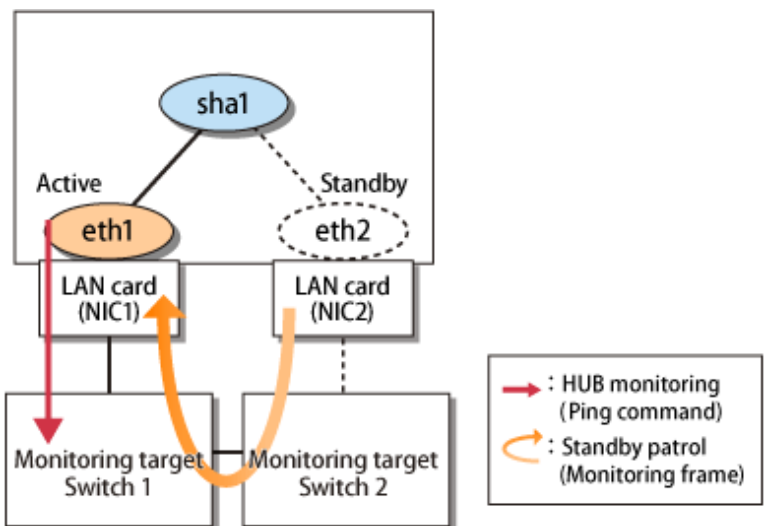 sha1
Active
Standby
eth1
eth2
LAN card
(NIC1)
LAN card
(NIC2)
Monitoring target
Switch 1
Monitoring target
Switch 2
: HUB monitoring
(Ping command)
: Standby patrol
(Monitoring frame)